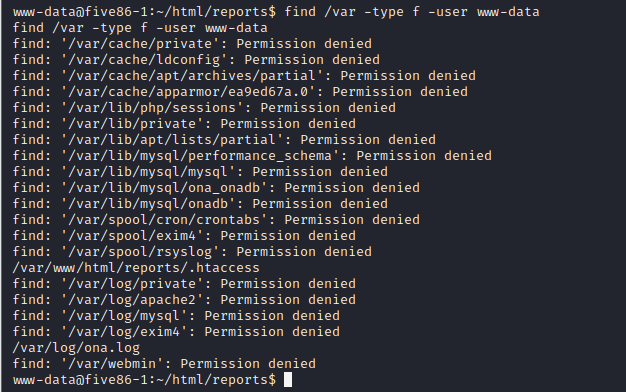 www-data@five86-1:~/html/reports$ find /var -type f -user www-data
find /var -type f -user www-data
find: '/var/cache/private': Permission denied
find: '/var/cache/ldconfig': Permission denied
find: '/var/cache/apt/archives/partial': Permission denied
find: '/var/cache/apparmor/ea9ed67a.0': Permission denied
find: '/var/lib/php/sessions': Permission denied
find: '/var/lib/private': Permission denied
find: '/var/lib/apt/lists/partial': Permission denied
find: '/var/lib/mysql/performance_schema': Permission denied
find: '/var/lib/mysql/mysql': Permission denied
find: '/var/lib/mysql/ona_onadb': Permission denied
find: '/var/lib/mysql/onadb': Permission denied
find: '/var/spool/cron/crontabs': Permission denied
find: '/var/spool/exim4': Permission denied
find: '/var/spool/rsyslog': Permission denied
/var/www/html/reports/.htaccess
find: '/var/log/private': Permission denied
find: '/var/log/apache2': Permission denied
find: '/var/log/mysql': Permission denied
find: '/var/log/exim4': Permission denied
/var/log/ona.log
find: '/var/webmin': Permission denied
www-data@five86-1:~/html/reports$